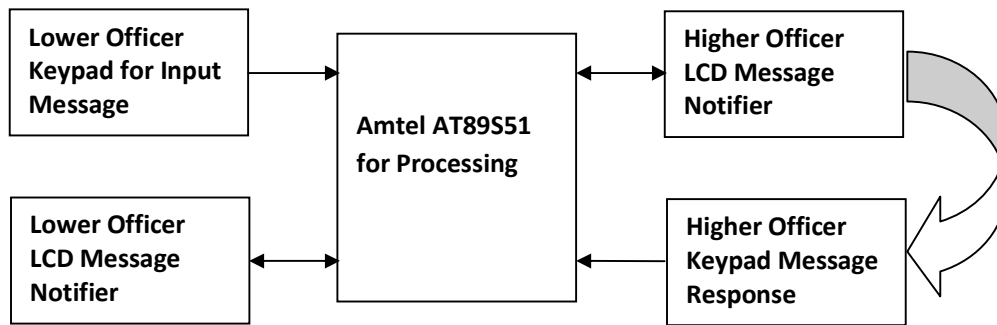 Lower Officer
Keypad for Input
Message
Amtel AT89S51
for Processing
Higher Officer
LCD Message
Notifier
Lower Officer
LCD Message
Notifier
Higher Officer
Keypad Message
Response